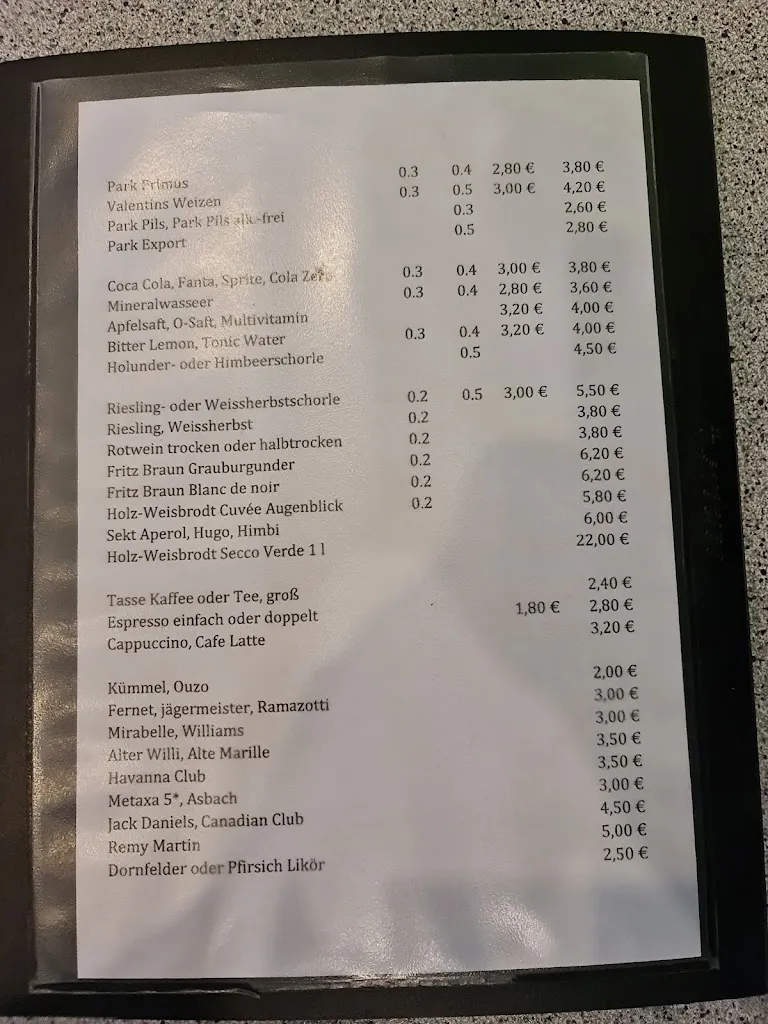 Park Primus 0.3 0.4 2,80 € 3,80 €
Valentins Weizen 0.3 0.5 3,00 € 4,20 €
Park Pils, Park Pils alk.-frei 0.3 2,60 €
Park Export 0.5 2,80 €
Coca Cola, Fanta, Sprite, Cola Zero 0.3 0.4 3,00 € 3,80 €
Mineralwasseer 0.3 0.4 2,80 € 3,60 €
Apfelsaft, O-Saft, Multivitamin 3,20 € 4,00 €
Bitter Lemon, Tonic Water 0.3 0.4 3,20 € 4,00 €
Holunder- oder Himbeerschorle 0.5 4,50 €
Riesling- oder Weissherbstschorle 0.2 0.5 3,00 € 5,50 €
Riesling, Weissherbst 0.2 3,80 €
Rotwein trocken oder halbtrocken 0.2 3,80 €
Fritz Braun Grauburgunder 0.2 6,20 €
Fritz Braun Blanc de noir 0.2 6,20 €
Holz-Weisbrodt Cuvée Augenblick 0.2 5,80 €
Sekt Aperol, Hugo, Himbi 6,00 €
Holz-Weisbrodt Secco Verde 1 l 22,00 €
Tasse Kaffee oder Tee, groß 2,40 €
Espresso einfach oder doppelt 1,80 € 2,80 €
Cappuccino, Cafe Latte 3,20 €
Kümmel, Ouzo 2,00 €
Fernet, jägermeister, Ramazotti 3,00 €
Mirabelle, Williams 3,00 €
Alter Willi, Alte Marille 3,50 €
Havanna Club 3,50 €
Metaxa 5*, Asbach 3,00 €
Jack Daniels, Canadian Club 4,50 €
Remy Martin 5,00 €
Dornfelder oder Pfirsich Likör 2,50 €